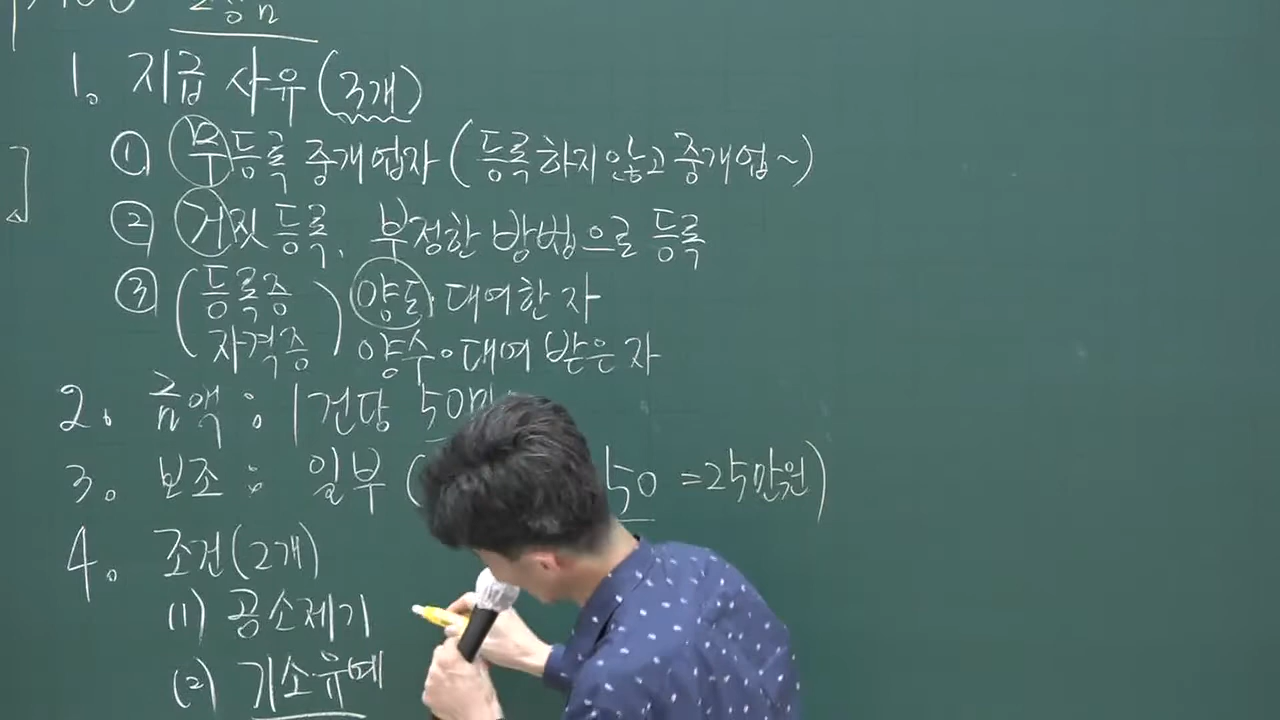 1. 지급 사유(3개)
① 부등록 중개업자 (등록하지않고 중개업~)
② 거짓 등록, 부정한 방법으로 등록
③ (등록증 자격증) 양도·대여한 자
양수·대여 받은 자
2. 금액 : 1건당 50만
3. 보조 : 일부 ( 50 =25만원)
4. 조건(2개)
(1) 공소제기
(2) 기소유예